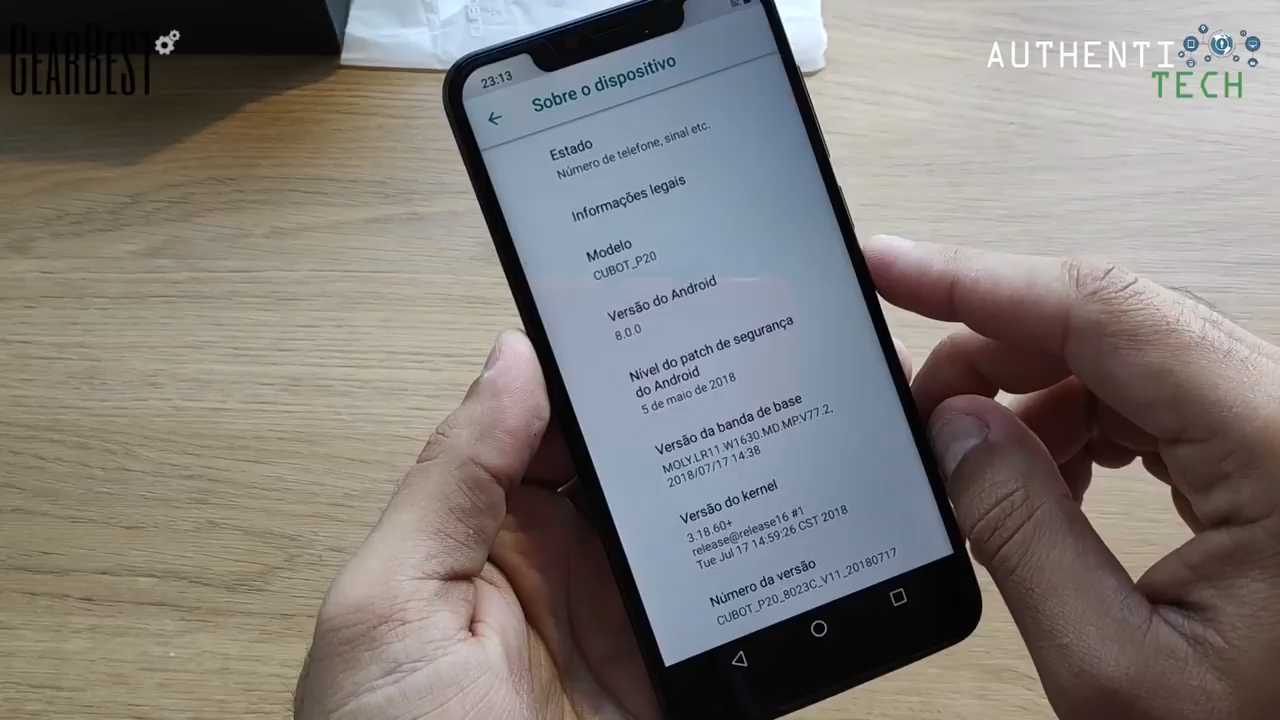 GEARBEST
AUTHENTI
TECH
23:13
Sobre o dispositivo
Estado
Número de telefone, sinal etc.
Informações legais
Modelo
CUBOT_P20
Versão do Android
8.0.0
Nível do patch de segurança
do Android
5 de maio de 2018
Versão da banda de base
MOLY.LR11.W1630.MD.MP.V77.2,
2018/07/17 14:38
Versão do kernel
3.18.60+
release@release16 #1
Tue Jul 17 14:59:26 CST 2018
Número da versão
CUBOT_P20_8023C_V11_20180717